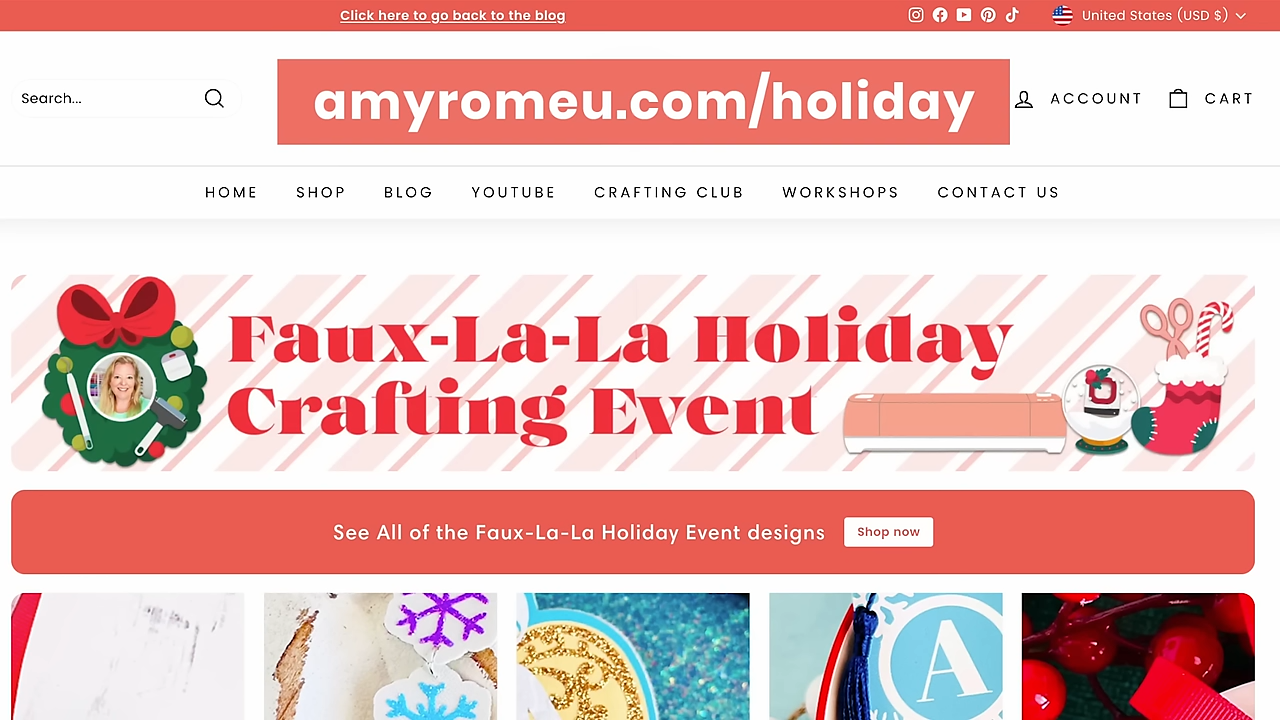 Click here to go back to the blog
United States (USD $)
Search...
amyromeu.com/holiday
ACCOUNT
CART
HOME SHOP BLOG YOUTUBE CRAFTING CLUB WORKSHOPS CONTACT US
Faux-La-La Holiday
Crafting Event
See All of the Faux-La-La Holiday Event designs
Shop now
A